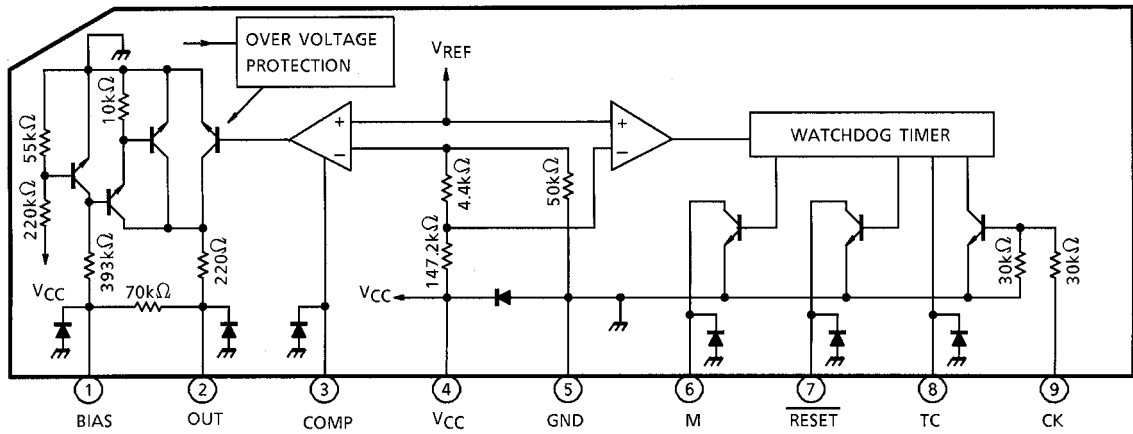 OVER VOLTAGE
PROTECTION
VREF
WATCHDOG TIMER
10kΩ
55kΩ
220kΩ
393kΩ
220Ω
70kΩ
VCC
4.4kΩ
50kΩ
147.2kΩ
VCC
30kΩ
30kΩ
+
−
+
−
1 2 3 4 5 6 7 8 9
BIAS OUT COMP VCC GND M RESET TC CK